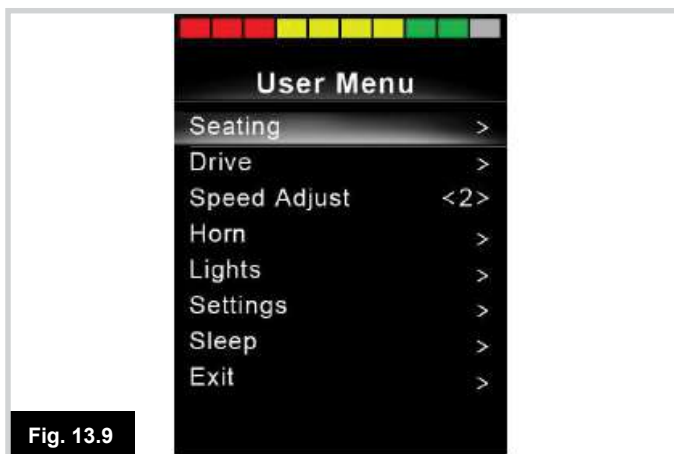 User Menu
Seating >
Drive >
Speed Adjust <2>
Horn >
Lights >
Settings >
Sleep >
Exit >
Fig. 13.9